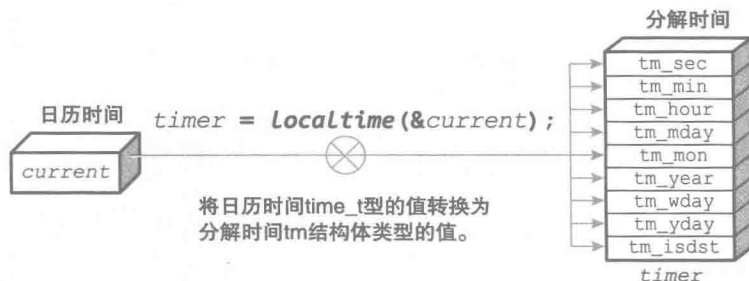 分解时间
tm_sec
tm_min
tm_hour
tm_mday
tm_mon
tm_year
tm_wday
tm_yday
tm_isdst
timer
日历时间
current
timer = localtime(&current);
将日历时间time_t型的值转换为
分解时间tm结构体类型的值。